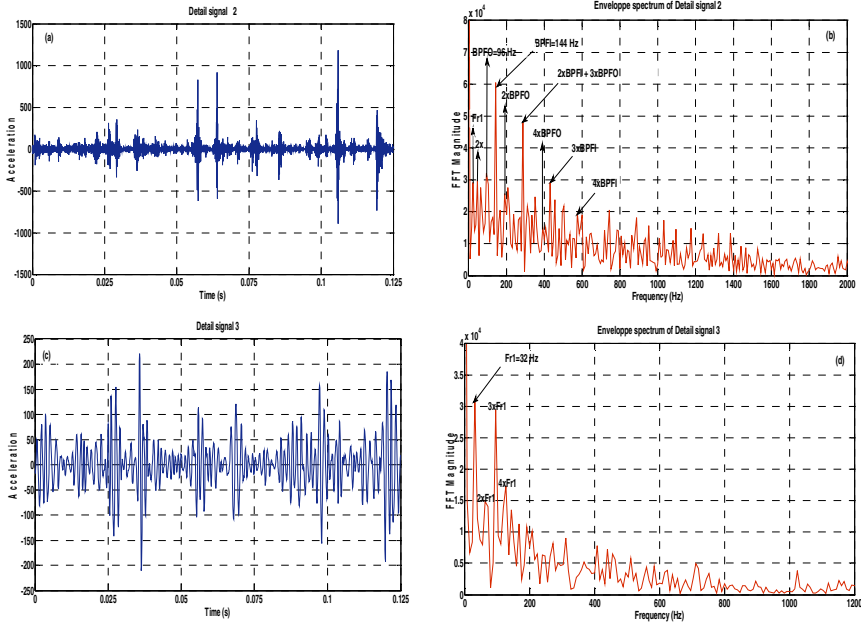 Detail signal 2
(a)
1500
1000
500
0
-500
-1000
-1500
Acceleration
0 0.025 0.05 0.075 0.1 0.125
Time (s)
Enveloppe spectrum of Detail signal 2
x 10⁴
(b)
8
7
6
5
4
3
2
1
0
FFT Magnitude
BPFO=96 Hz
BPFI=144 Hz
2xBPFI + 3xBPFO
2xBPFO
Fr1
2x
4xBPFO
3xBPFI
4xBPFI
0 200 400 600 800 1000 1200 1400 1600 1800 2000
Frequency (Hz)
Detail signal 3
(c)
250
200
150
100
50
0
-50
-100
-150
-200
-250
Acceleration
0 0.025 0.05 0.075 0.1 0.125
Time (s)
Enveloppe spectrum of Detail signal 3
x 10⁴
(d)
4
3.5
3
2.5
2
1.5
1
0.5
0
FFT Magnitude
Fr1=32 Hz
3xFr1
4xFr1
2xFr1
0 200 400 600 800 1000 1200
Frequency (Hz)